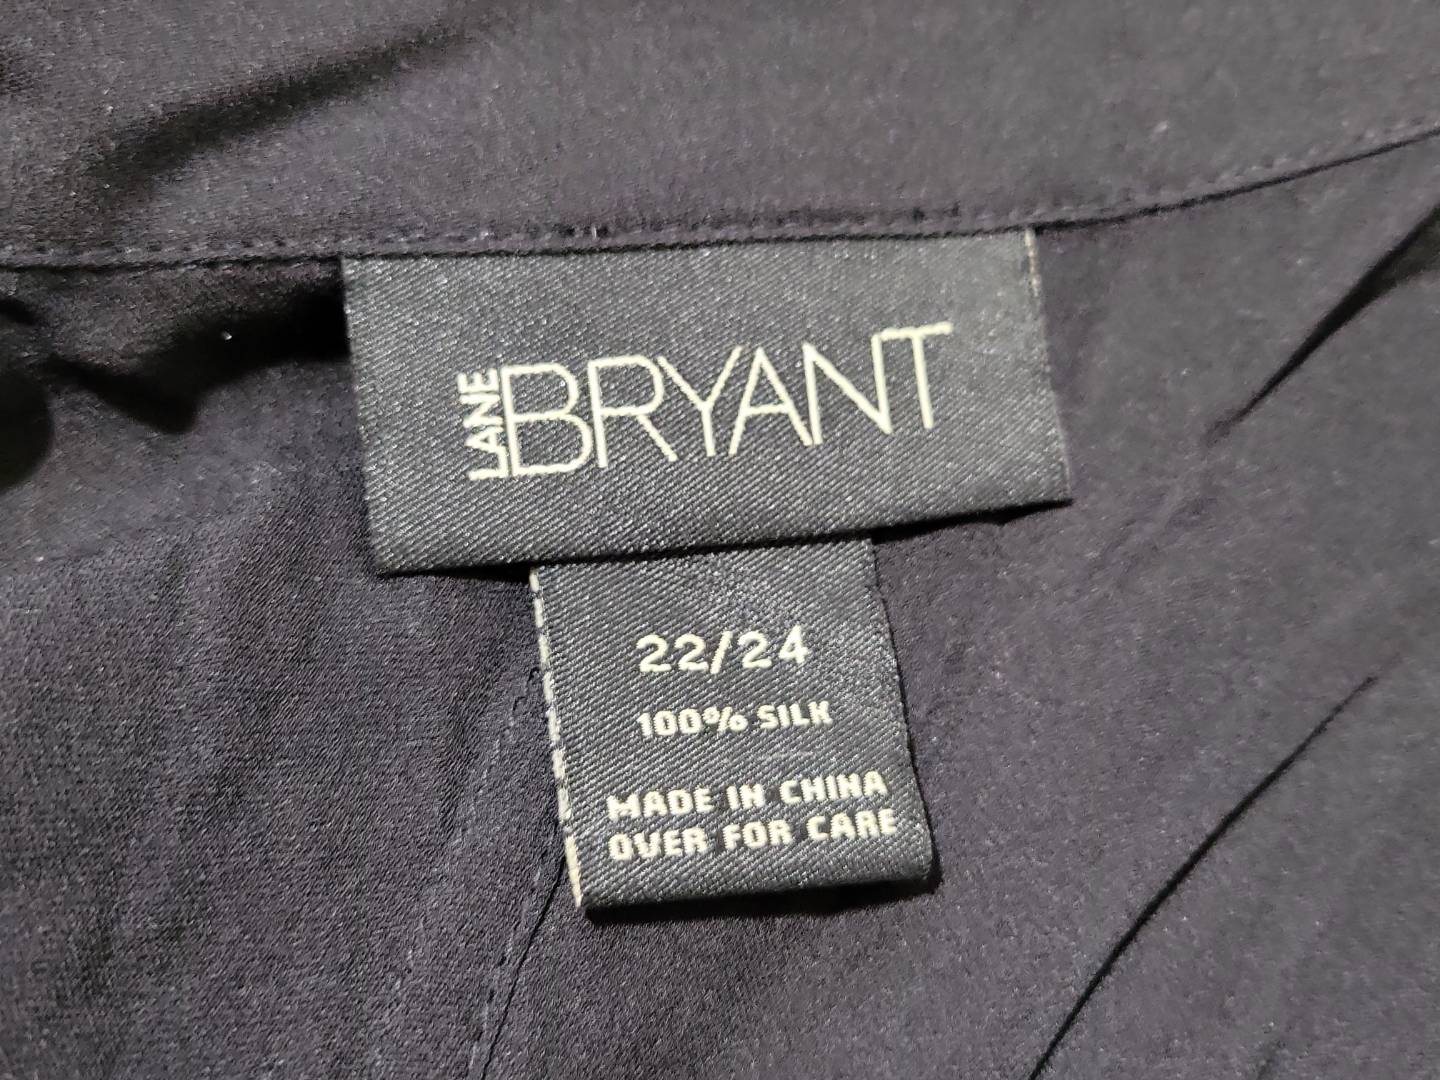 LANE BRYANT
22/24
100% SILK
MADE IN CHINA
OVER FOR CARE